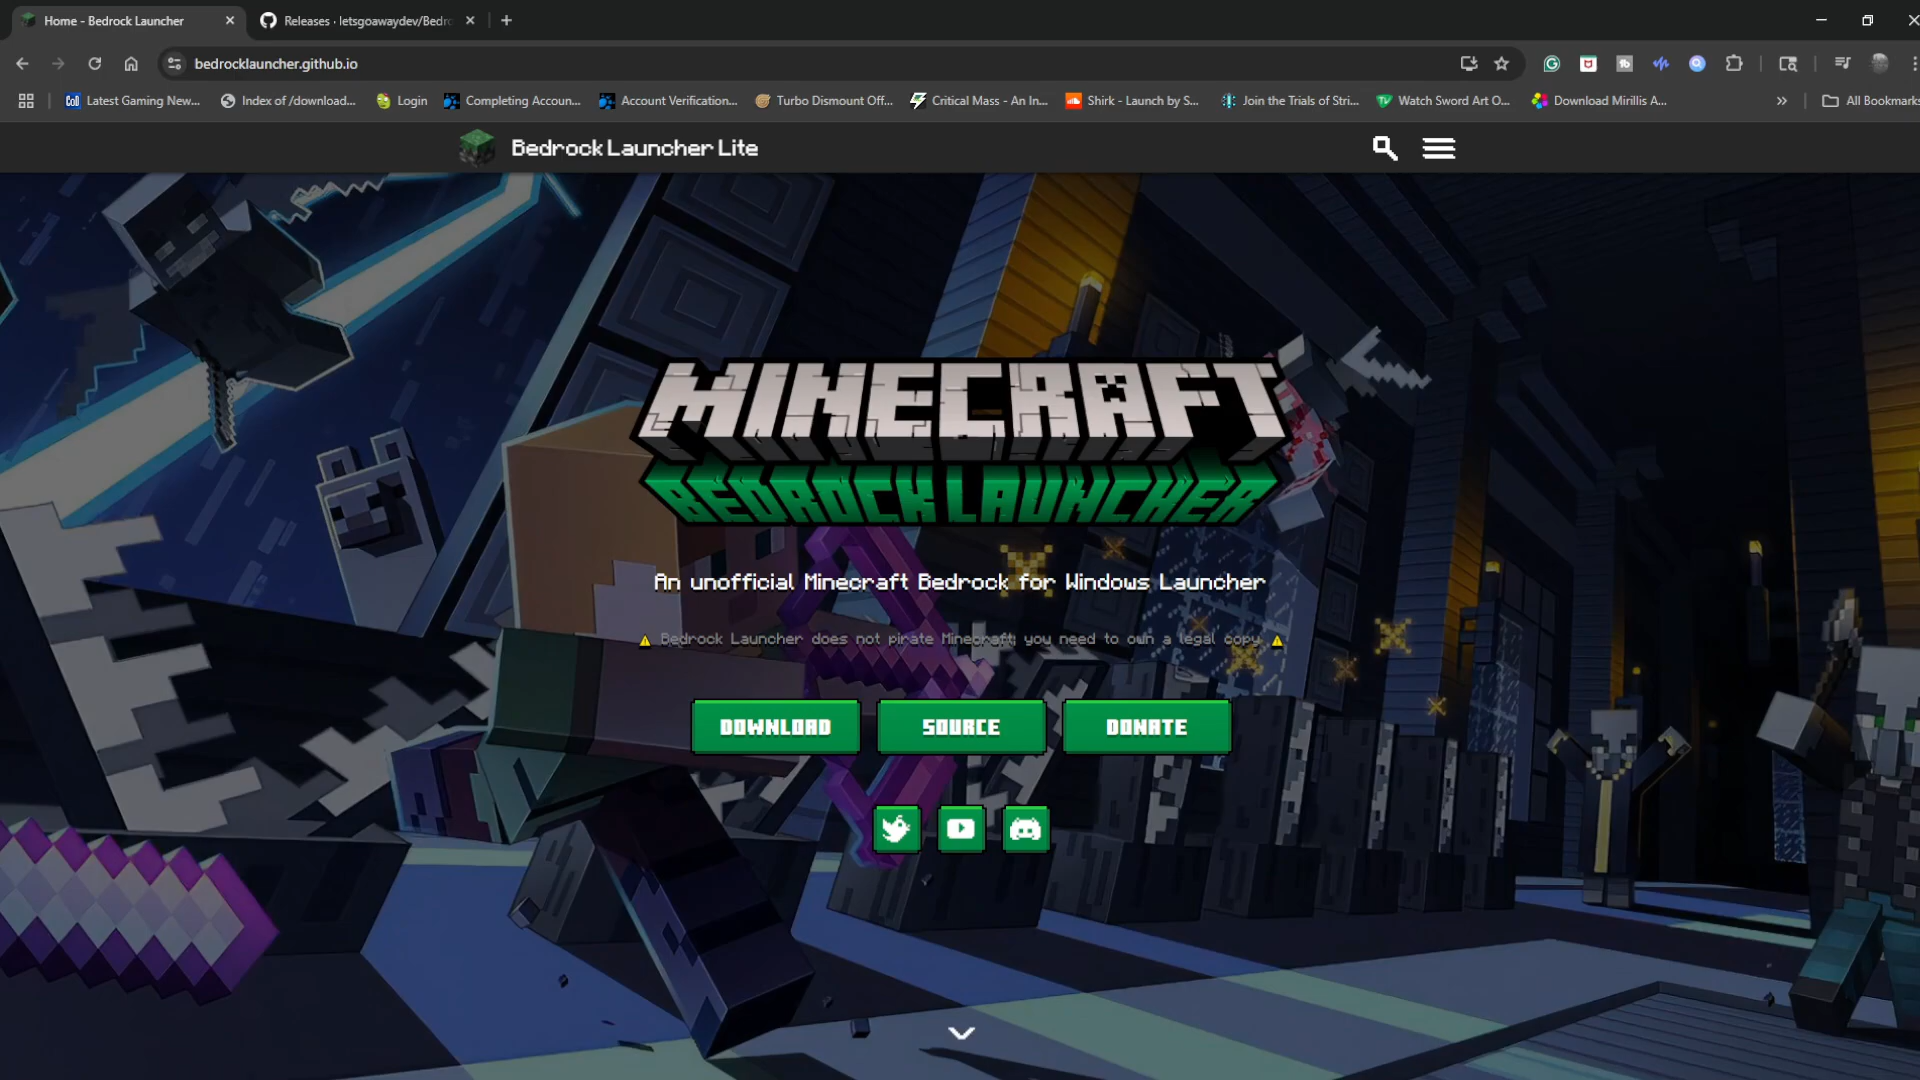 Home - Bedrock Launcher
Releases · letsgoawaydev/Bedro
bedrocklauncher.github.io
Latest Gaming New...
Index of /download...
Login
Completing Accoun...
Account Verification...
Turbo Dismount Off...
Critical Mass - An In...
Shirk - Launch by S...
Join the Trials of Stri...
Watch Sword Art O...
Download Mirillis A...
All Bookmarks
Bedrock Launcher Lite
MINECRAFT
BEDROCK LAUNCHER
An unofficial Minecraft Bedrock for Windows Launcher
⚠ Bedrock Launcher does not pirate Minecraft; you need to own a legal copy. ⚠
DOWNLOAD
SOURCE
DONATE